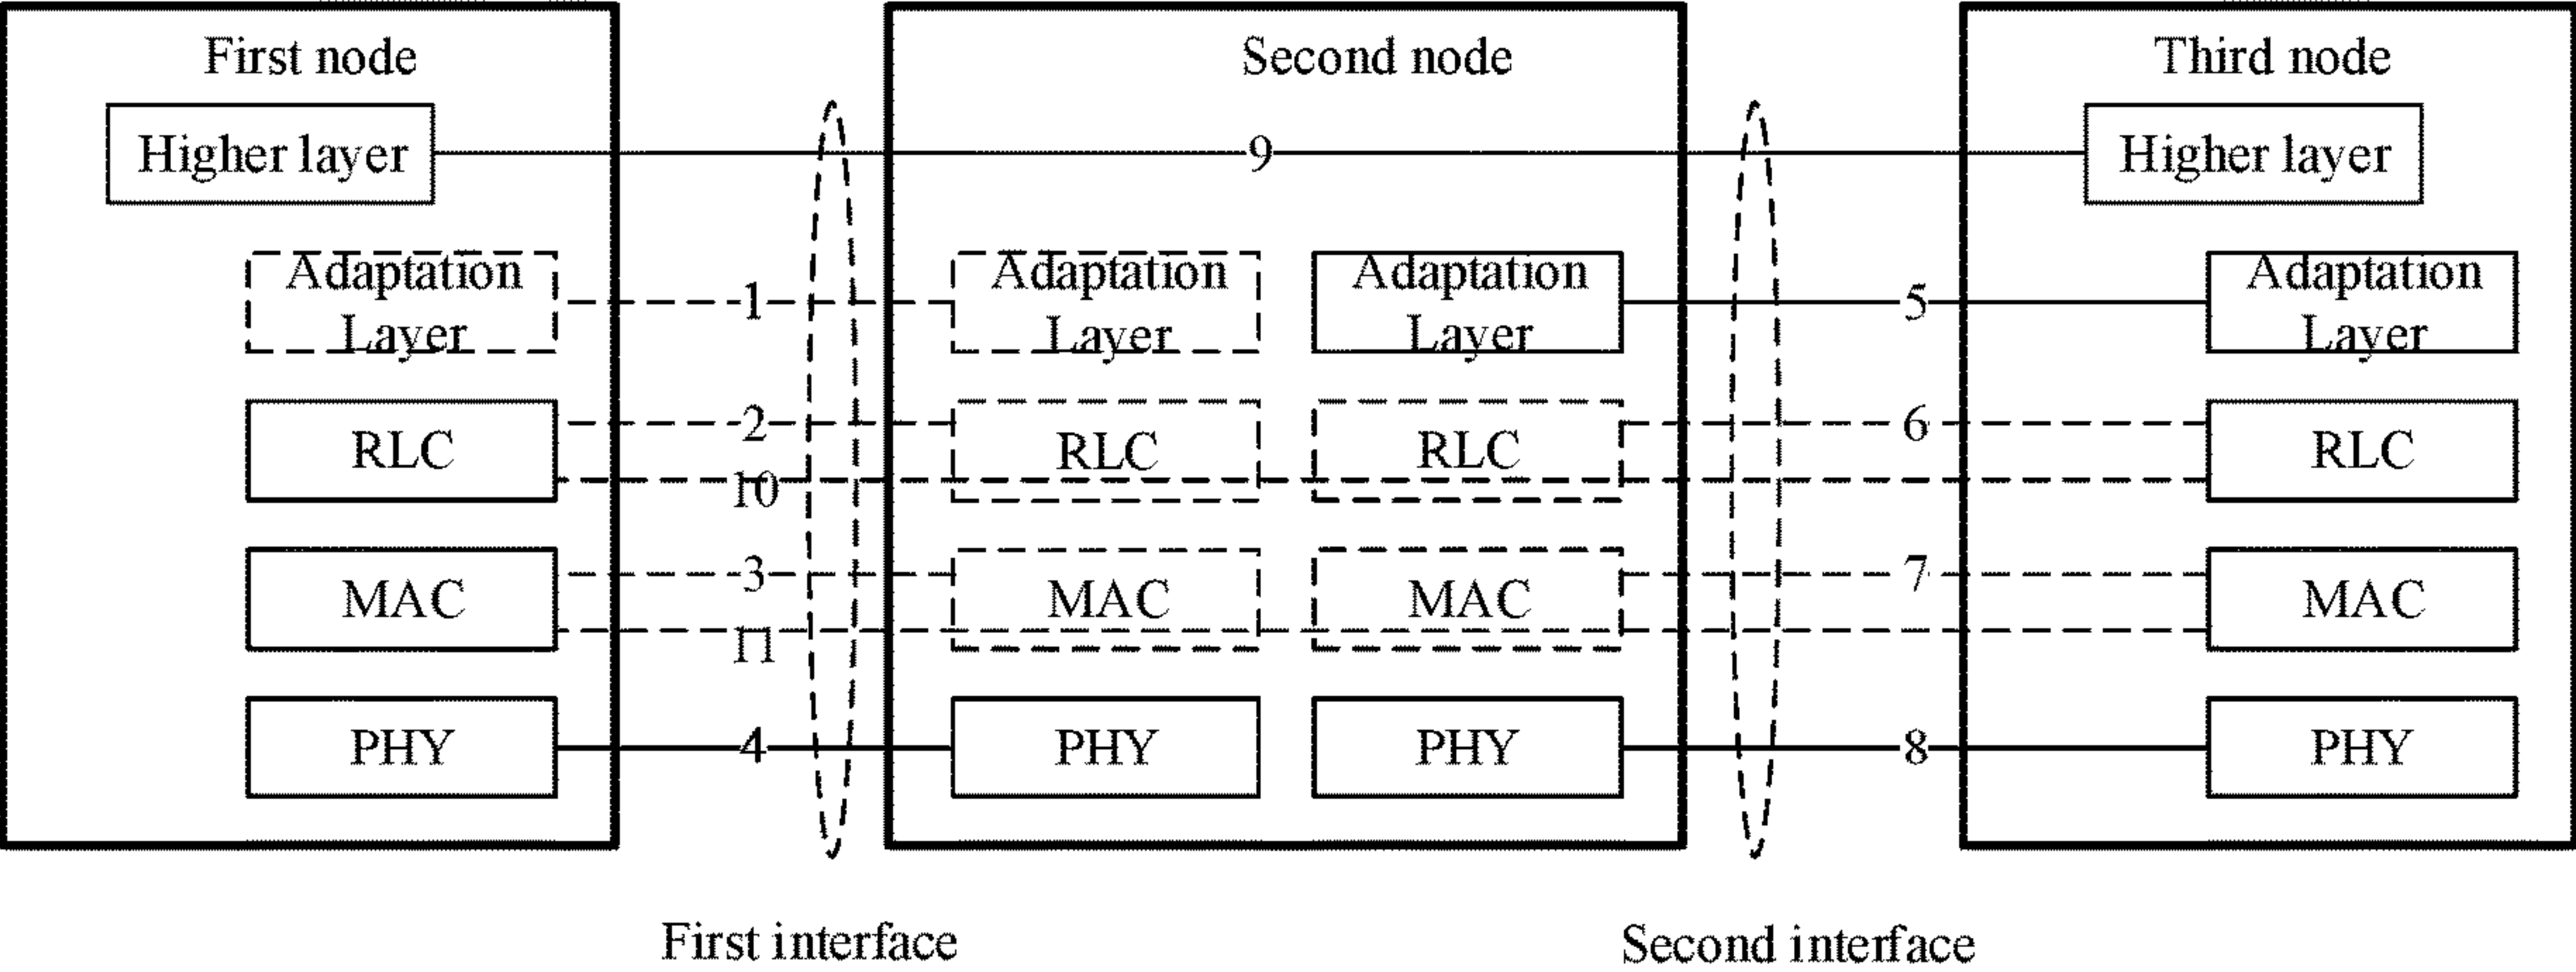 First node
Second node
Third node
Higher layer
9
Higher layer
Adaptation
Layer
1
Adaptation
Layer
Adaptation
Layer
5
Adaptation
Layer
RLC
2
10
RLC
RLC
6
RLC
MAC
3
11
MAC
MAC
7
MAC
PHY
4
PHY
PHY
8
PHY
First interface
Second interface